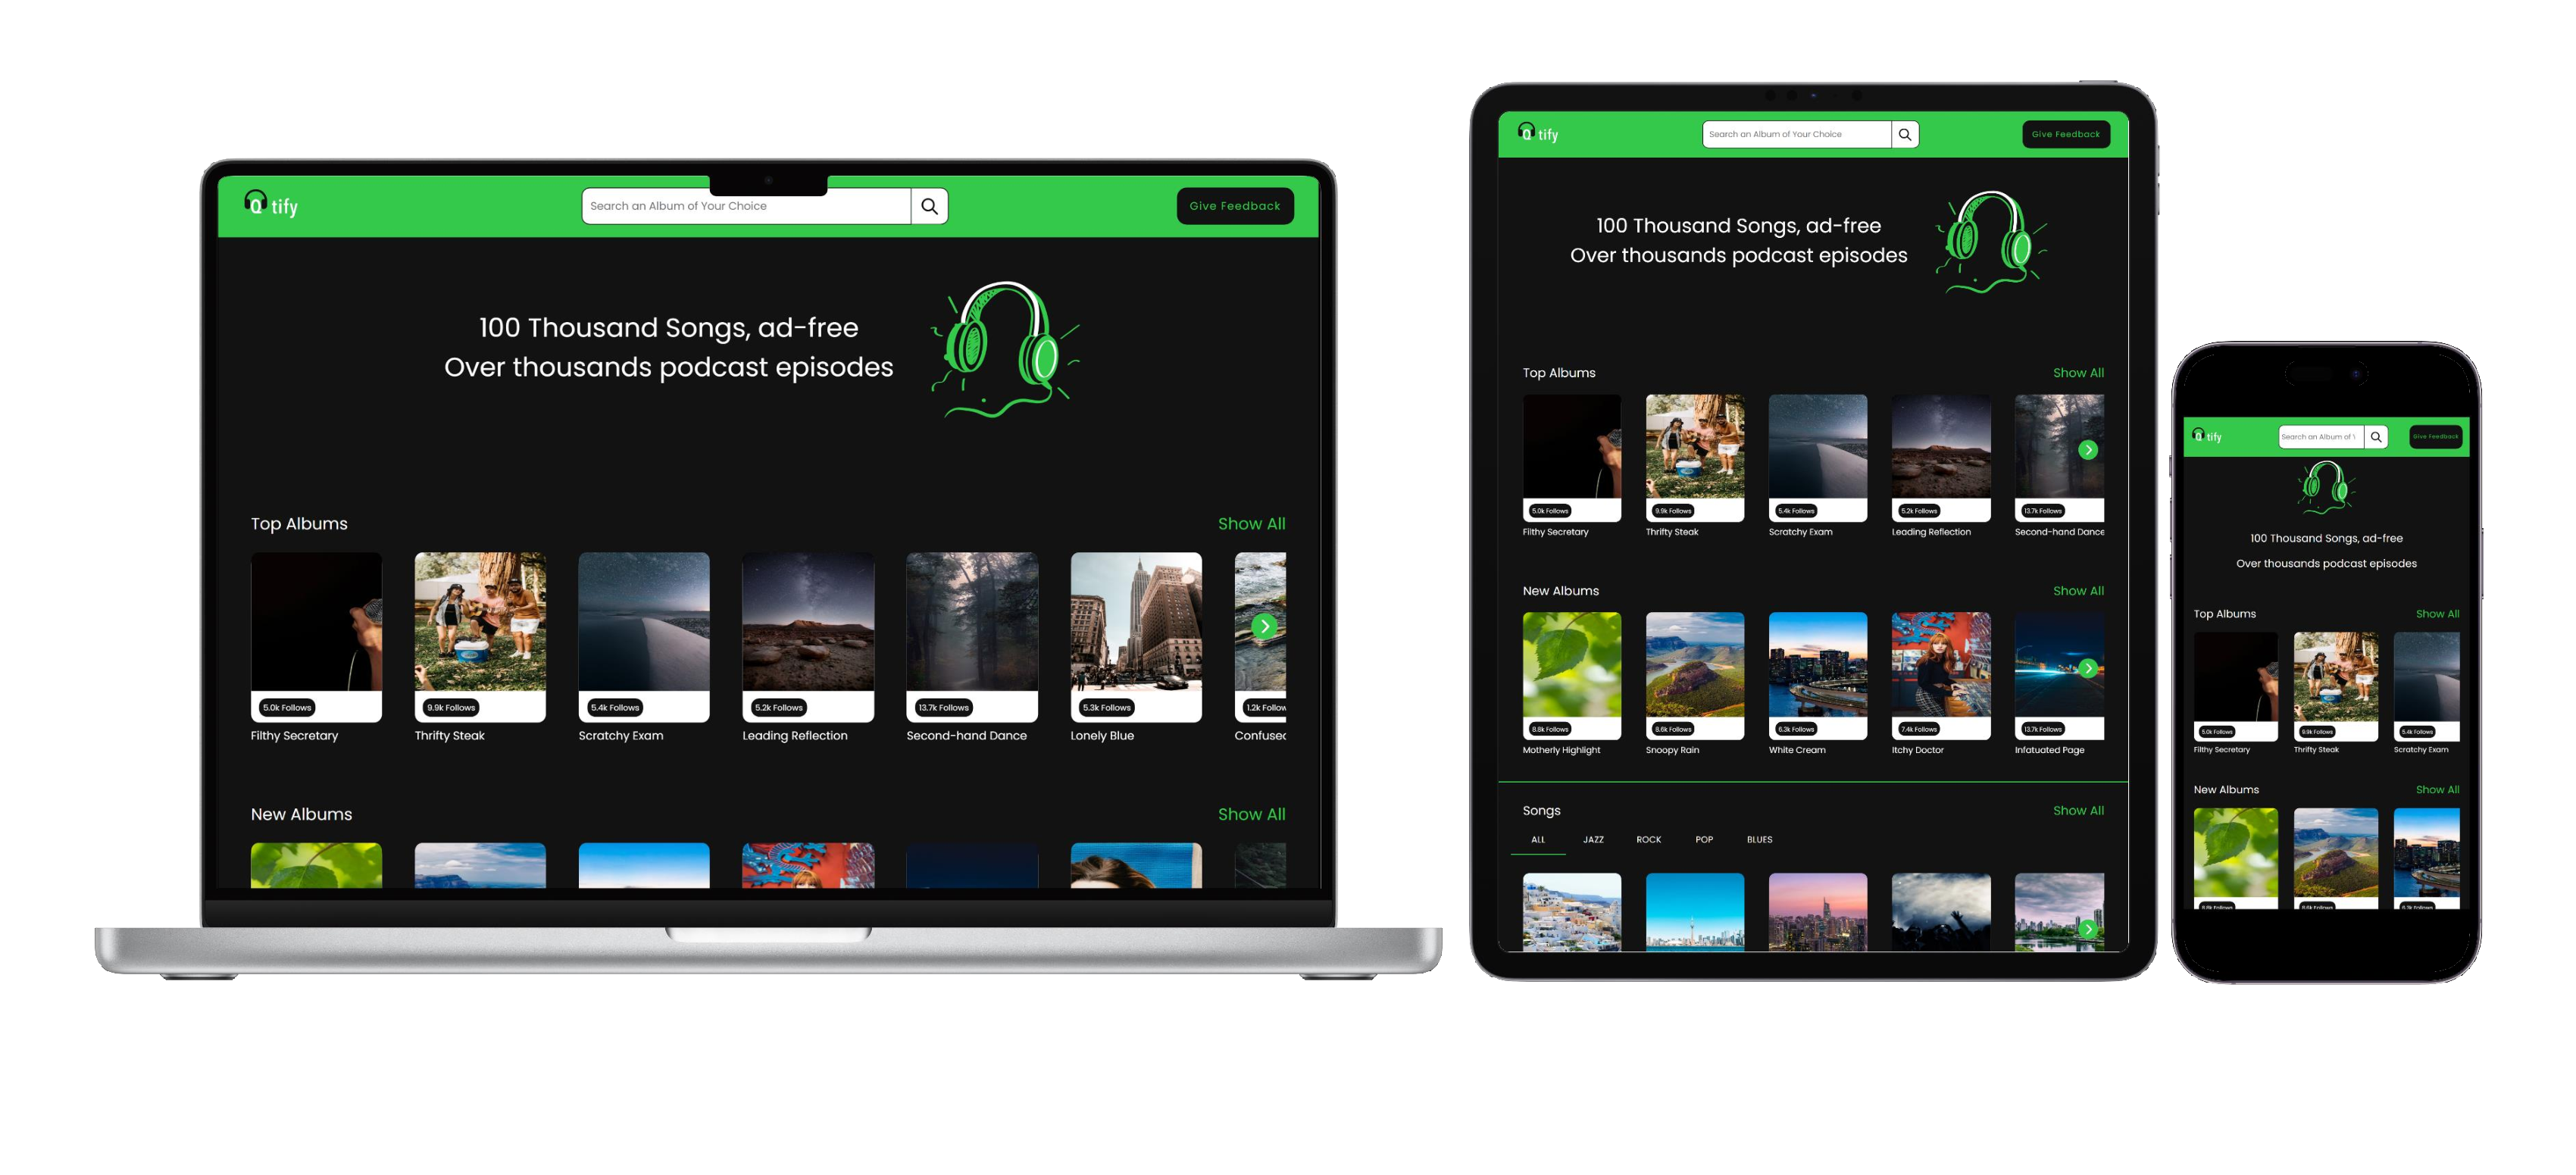 Qtify
Search an Album of Your Choice
Give Feedback
100 Thousand Songs, ad-free
Over thousands podcast episodes
Top Albums
Show All
5.0k Follows
9.9k Follows
5.4k Follows
5.2k Follows
13.7k Follows
5.3k Follows
1.2k Follow
Filthy Secretary
Thrifty Steak
Scratchy Exam
Leading Reflection
Second-hand Dance
Lonely Blue
Confused
New Albums
Show All
Qtify
Search an Album of Your Choice
Give Feedback
100 Thousand Songs, ad-free
Over thousands podcast episodes
Top Albums
Show All
5.0k Follows
9.9k Follows
5.4k Follows
5.2k Follows
13.7k Follows
Filthy Secretary
Thrifty Steak
Scratchy Exam
Leading Reflection
Second-hand Dance
New Albums
Show All
8.8k Follows
8.6k Follows
6.3k Follows
7.4k Follows
13.7k Follows
Motherly Highlight
Snoopy Rain
White Cream
Itchy Doctor
Infatuated Page
Songs
Show All
ALL
JAZZ
ROCK
POP
BLUES
Qtify
Search an Album of
Give Feedback
100 Thousand Songs, ad-free
Over thousands podcast episodes
Top Albums
Show All
5.0k Follows
9.9k Follows
5.4k Follows
Filthy Secretary
Thrifty Steak
Scratchy Exam
New Albums
Show All